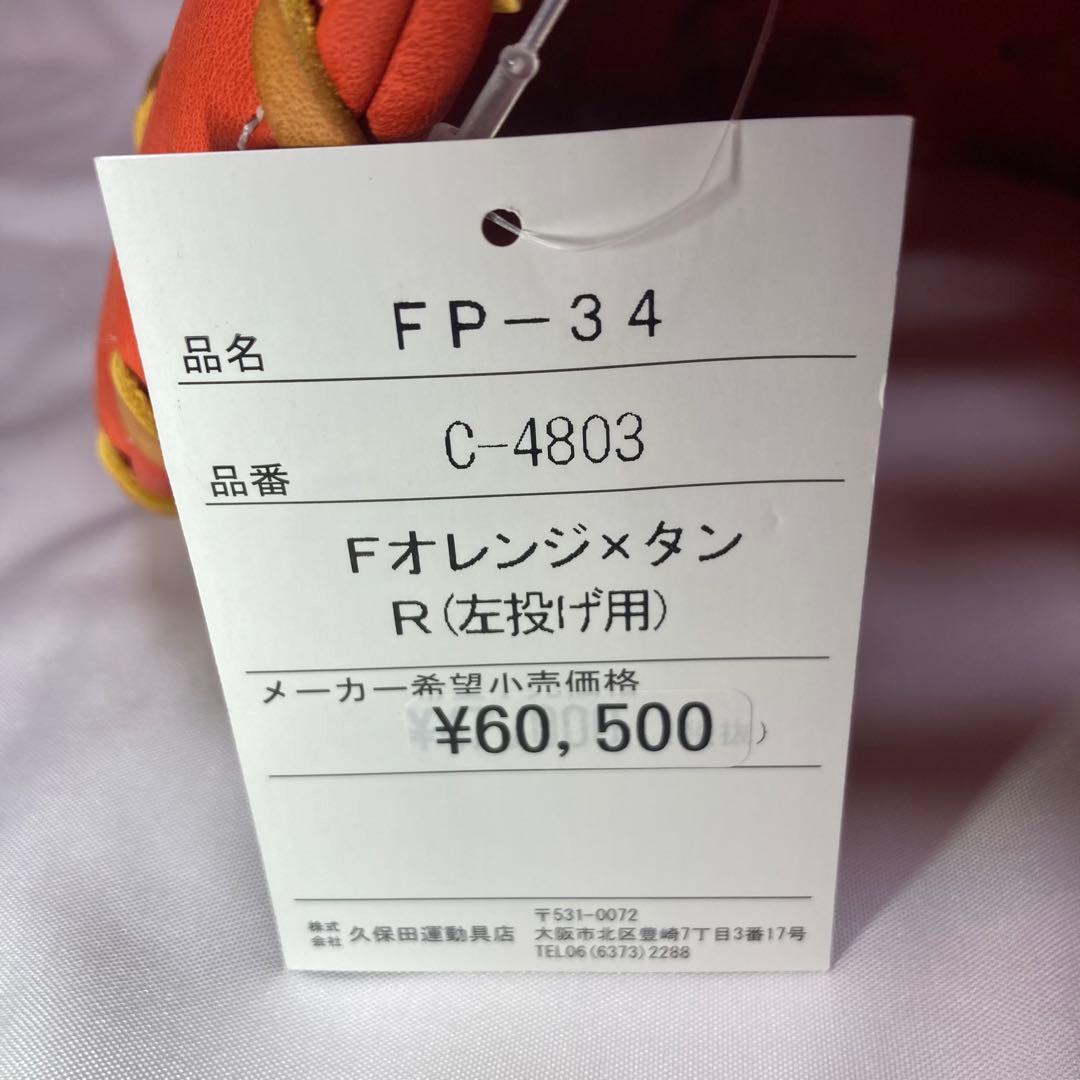 FP-34
品名
C-4803
品番
Fオレンジ×タン
R(左投げ用)
メーカー希望小売価格
¥60,500
)
株式会社 久保田運動具店
〒531-0072
大阪市北区豊崎7丁目3番17号
TEL06(6373)2288